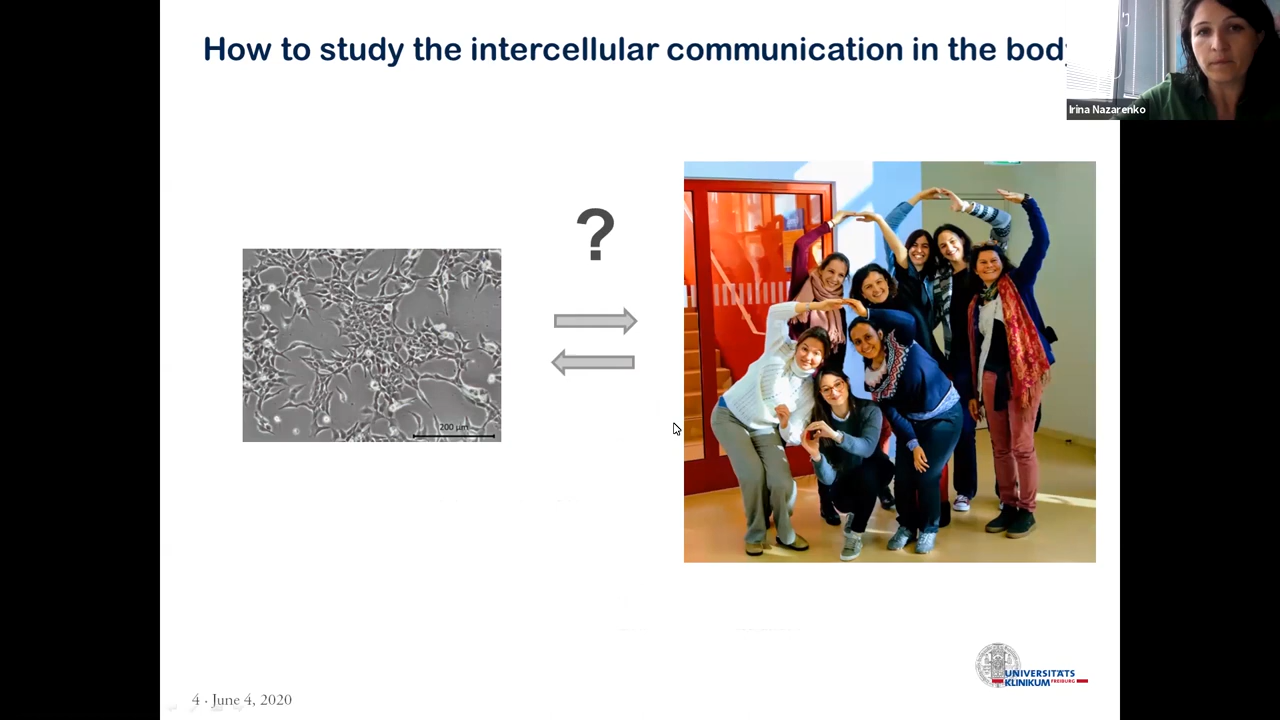 How to study the intercellular communication in the body
Irina Nazarenko
?
200 µm
UNIVERSITÄTS
KLINIKUM FREIBURG
4 · June 4, 2020